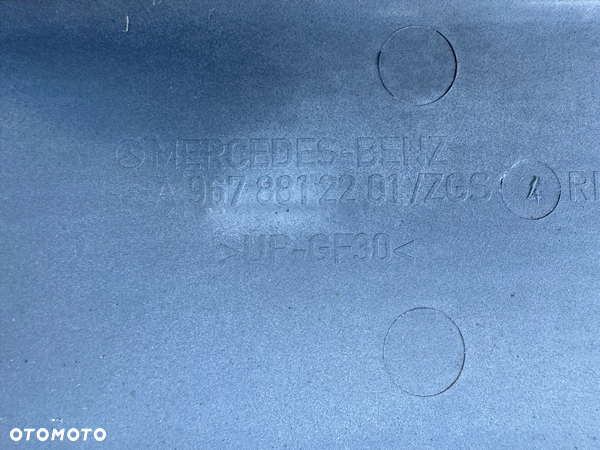 MERCEDES-BENZ
A 967 881 22 01 /ZGS 4 R
>UP-GF30<
OTOMOTO